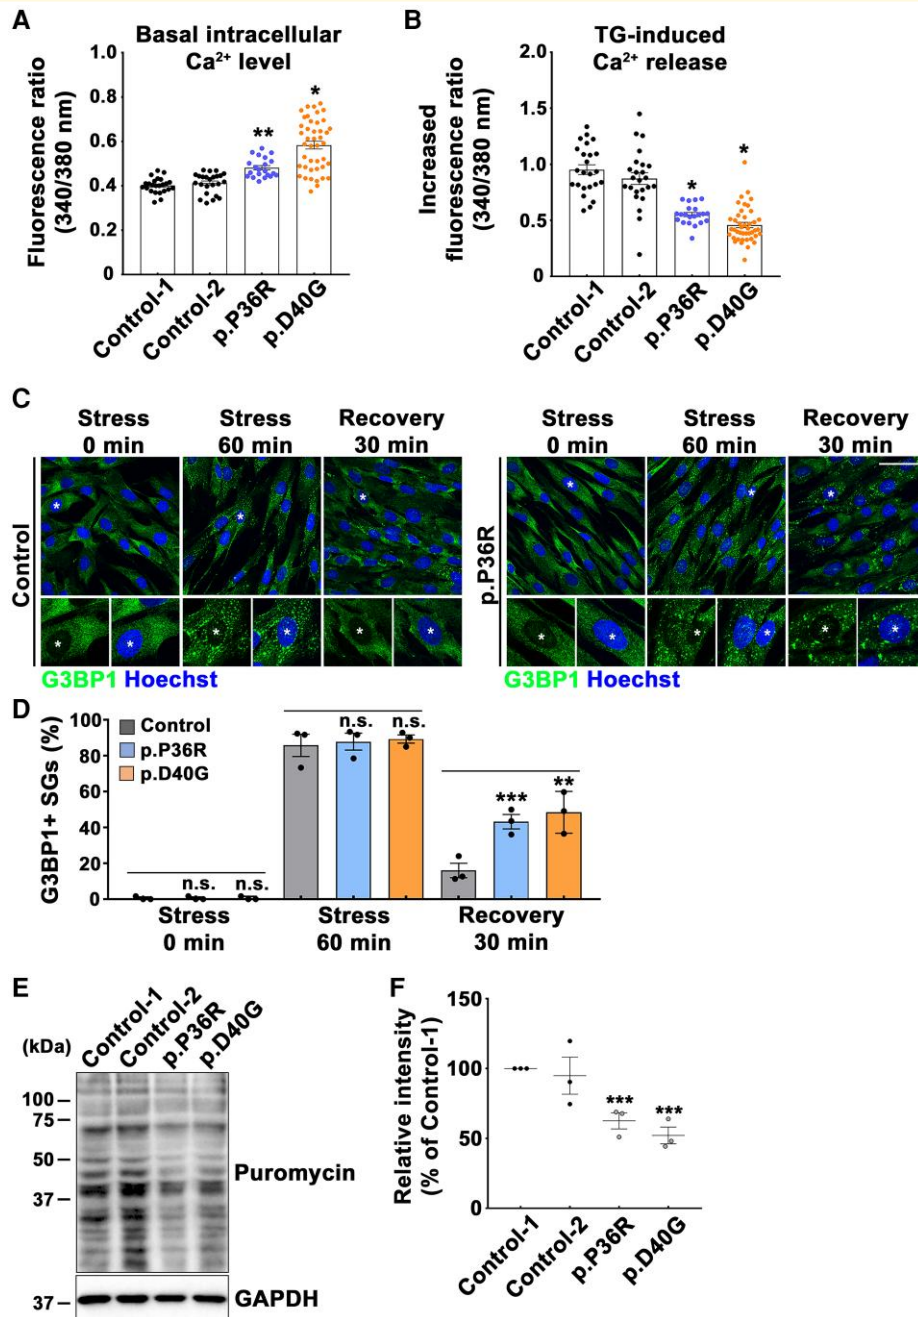 A
Basal intracellular
Ca²⁺ level
Fluorescence ratio
(340/380 nm)
1.0
0.8
0.6
0.4
0.2
0
**
*
Control-1
Control-2
p.P36R
p.D40G
B
TG-induced
Ca²⁺ release
Increased
fluorescence ratio
(340/380 nm)
2.0
1.5
1.0
0.5
0
*
*
Control-1
Control-2
p.P36R
p.D40G
C
Stress
0 min
Stress
60 min
Recovery
30 min
Stress
0 min
Stress
60 min
Recovery
30 min
Control
p.P36R
G3BP1 Hoechst
G3BP1 Hoechst
D
G3BP1+ SGs (%)
100
80
60
40
20
0
Control
p.P36R
p.D40G
n.s. n.s.
n.s. n.s.
*** **
Stress
0 min
Stress
60 min
Recovery
30 min
E
Control-1
Control-2
p.P36R
p.D40G
(kDa)
100
75
50
37
Puromycin
37
GAPDH
F
Relative intensity
(% of Control-1)
150
100
50
0
***
***
Control-1
Control-2
p.P36R
p.D40G